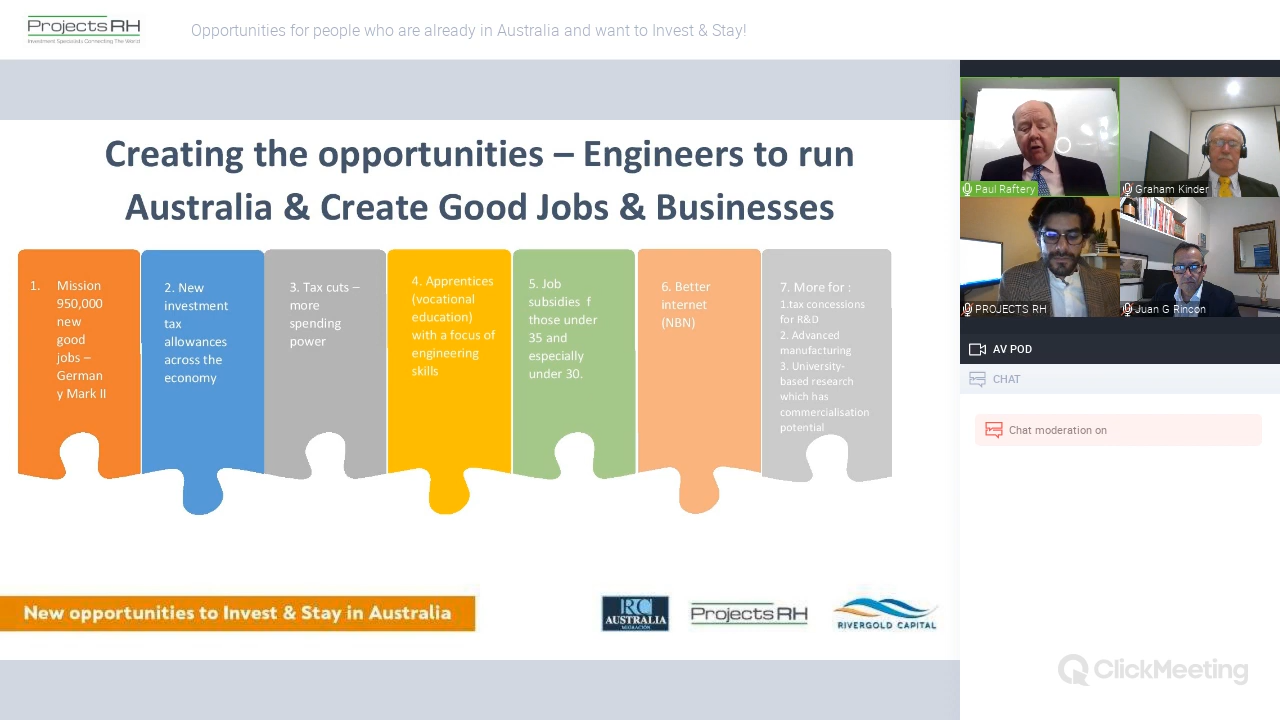 Projects RH
Investment Specialists Connecting The World
Opportunities for people who are already in Australia and want to Invest & Stay!
Creating the opportunities – Engineers to run
Australia & Create Good Jobs & Businesses
1. Mission
950,000
new
good
jobs –
German
y Mark II
2. New
investment
tax
allowances
across the
economy
3. Tax cuts –
more
spending
power
4. Apprentices
(vocational
education)
with a focus of
engineering
skills
5. Job
subsidies f
those under
35 and
especially
under 30.
6. Better
internet
(NBN)
7. More for :
1.tax concessions
for R&D
2. Advanced
manufacturing
3. University-
based research
which has
commercialisation
potential
New opportunities to Invest & Stay in Australia
RC
AUSTRALIA
MIGRACIÓN
Projects RH
RIVERGOLD CAPITAL
Paul Raftery
Graham Kinder
PROJECTS RH
Juan G Rincon
AV POD
CHAT
Chat moderation on
ClickMeeting